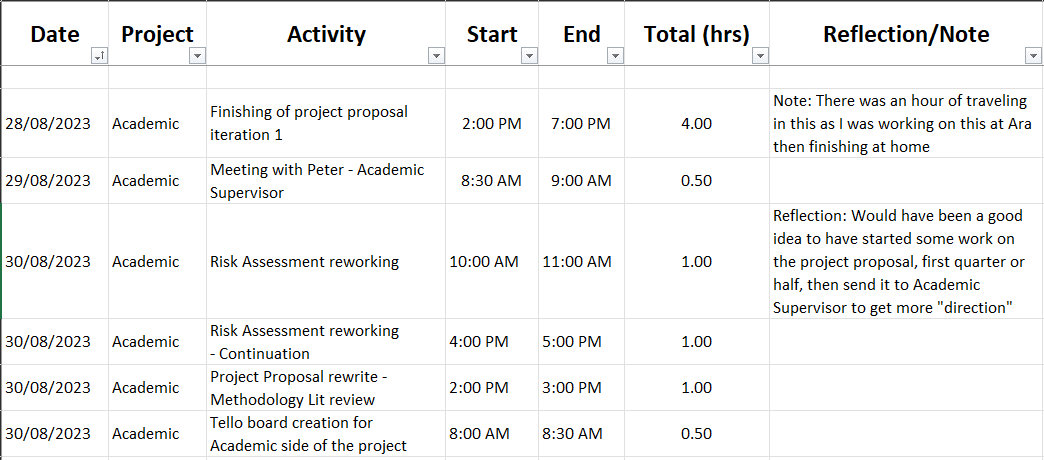 Date Project Activity Start End Total (hrs) Reflection/Note
28/08/2023 Academic Finishing of project proposal iteration 1 2:00 PM 7:00 PM 4.00 Note: There was an hour of traveling in this as I was working on this at Ara then finishing at home
29/08/2023 Academic Meeting with Peter - Academic Supervisor 8:30 AM 9:00 AM 0.50
30/08/2023 Academic Risk Assessment reworking 10:00 AM 11:00 AM 1.00 Reflection: Would have been a good idea to have started some work on the project proposal, first quarter or half, then send it to Academic Supervisor to get more "direction"
30/08/2023 Academic Risk Assessment reworking - Continuation 4:00 PM 5:00 PM 1.00
30/08/2023 Academic Project Proposal rewrite - Methodology Lit review 2:00 PM 3:00 PM 1.00
30/08/2023 Academic Tello board creation for Academic side of the project 8:00 AM 8:30 AM 0.50